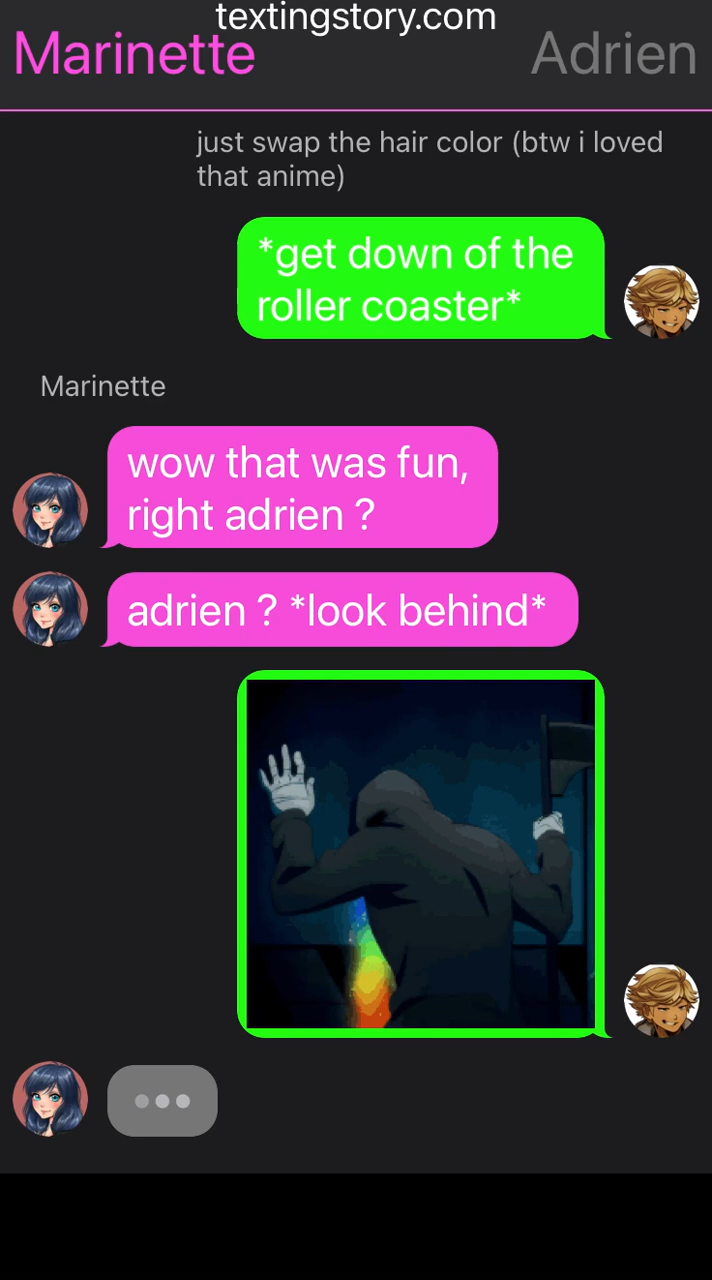 textingstory.com
Marinette
Adrien
just swap the hair color (btw i loved
that anime)
*get down of the
roller coaster*
Marinette
wow that was fun,
right adrien ?
adrien ? *look behind*